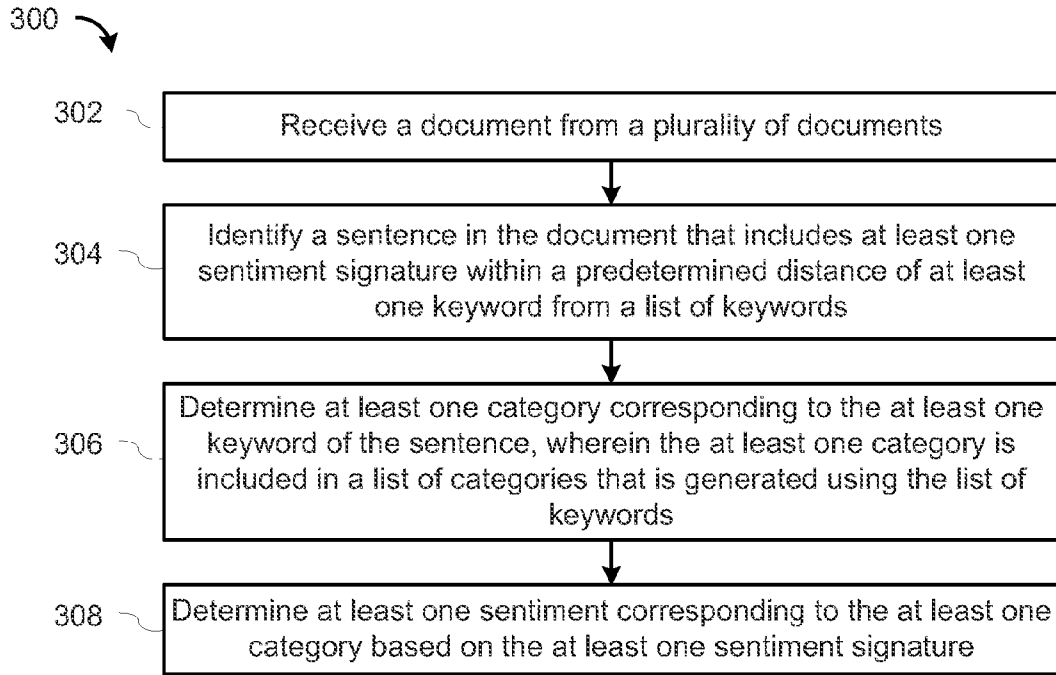 300
302
Receive a document from a plurality of documents
304
Identify a sentence in the document that includes at least one
sentiment signature within a predetermined distance of at least
one keyword from a list of keywords
306
Determine at least one category corresponding to the at least one
keyword of the sentence, wherein the at least one category is
included in a list of categories that is generated using the list of
keywords
308
Determine at least one sentiment corresponding to the at least one
category based on the at least one sentiment signature